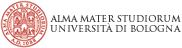 ALMA MATER STUDIORUM
UNIVERSITÀ DI BOLOGNA